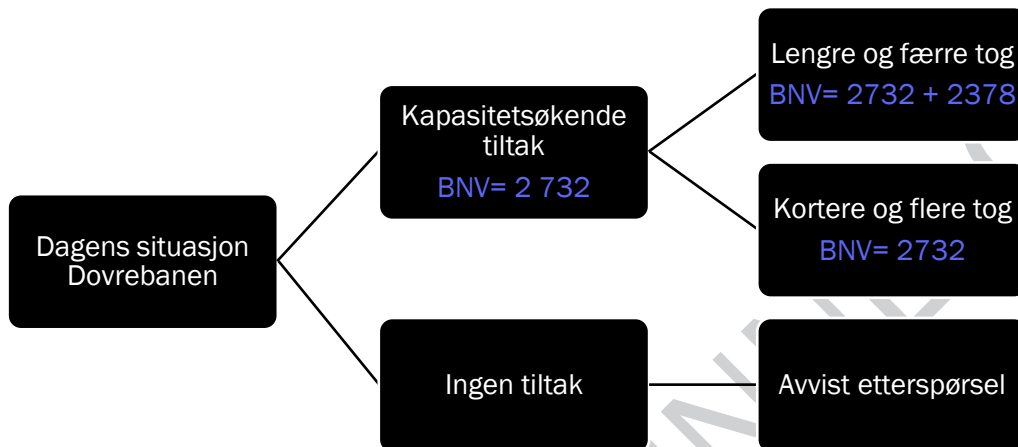 Lengre og færre tog
BNV= 2732 + 2378
Kapasitetsøkende
tiltak
BNV= 2 732
Kortere og flere tog
BNV= 2732
Dagens situasjon
Dovrebanen
Ingen tiltak
Avvist etterspørsel